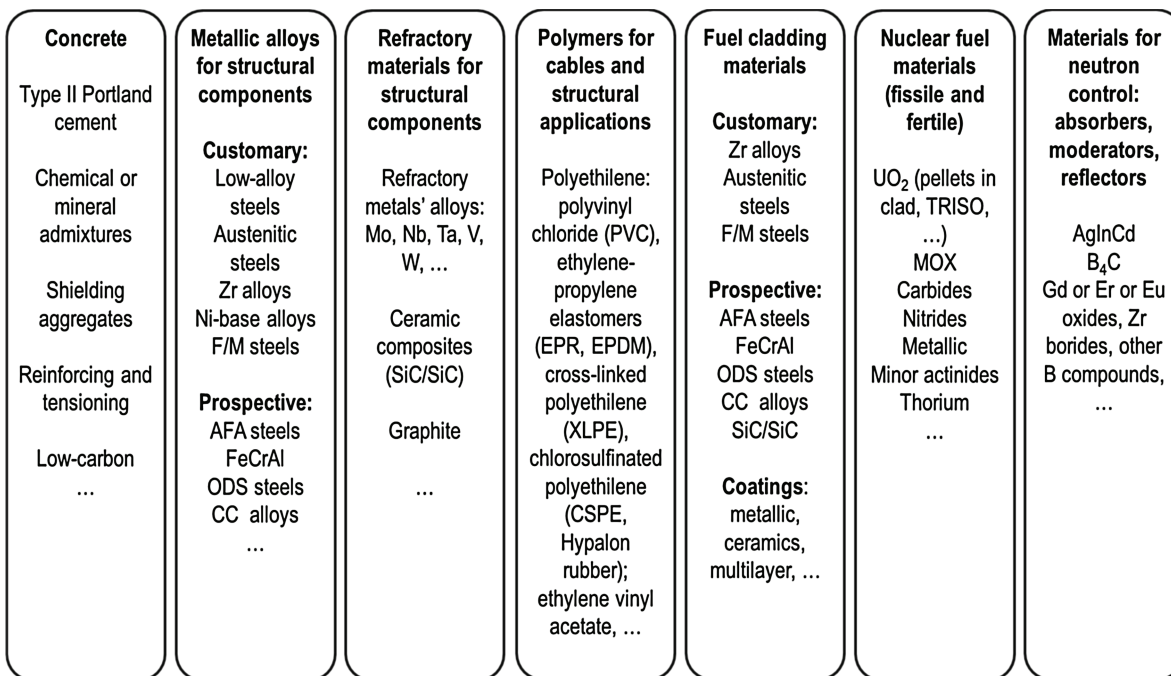 Concrete
Type II Portland
cement
Chemical or
mineral
admixtures
Shielding
aggregates
Reinforcing and
tensioning
Low-carbon
…
Metallic alloys
for structural
components
Customary:
Low-alloy
steels
Austenitic
steels
Zr alloys
Ni-base alloys
F/M steels
Prospective:
AFA steels
FeCrAl
ODS steels
CC alloys
…
Refractory
materials for
structural
components
Refractory
metals' alloys:
Mo, Nb, Ta, V,
W, …
Ceramic
composites
(SiC/SiC)
Graphite
…
Polymers for
cables and
structural
applications
Polyethilene:
polyvinyl
chloride (PVC),
ethylene-
propylene
elastomers
(EPR, EPDM),
cross-linked
polyethilene
(XLPE),
chlorosulfinated
polyethilene
(CSPE,
Hypalon
rubber);
ethylene vinyl
acetate, …
Fuel cladding
materials
Customary:
Zr alloys
Austenitic
steels
F/M steels
Prospective:
AFA steels
FeCrAl
ODS steels
CC alloys
SiC/SiC
Coatings:
metallic,
ceramics,
multilayer, …
Nuclear fuel
materials
(fissile and
fertile)
UO₂ (pellets in
clad, TRISO,
…)
MOX
Carbides
Nitrides
Metallic
Minor actinides
Thorium
…
Materials for
neutron
control:
absorbers,
moderators,
reflectors
AgInCd
B₄C
Gd or Er or Eu
oxides, Zr
borides, other
B compounds,
…